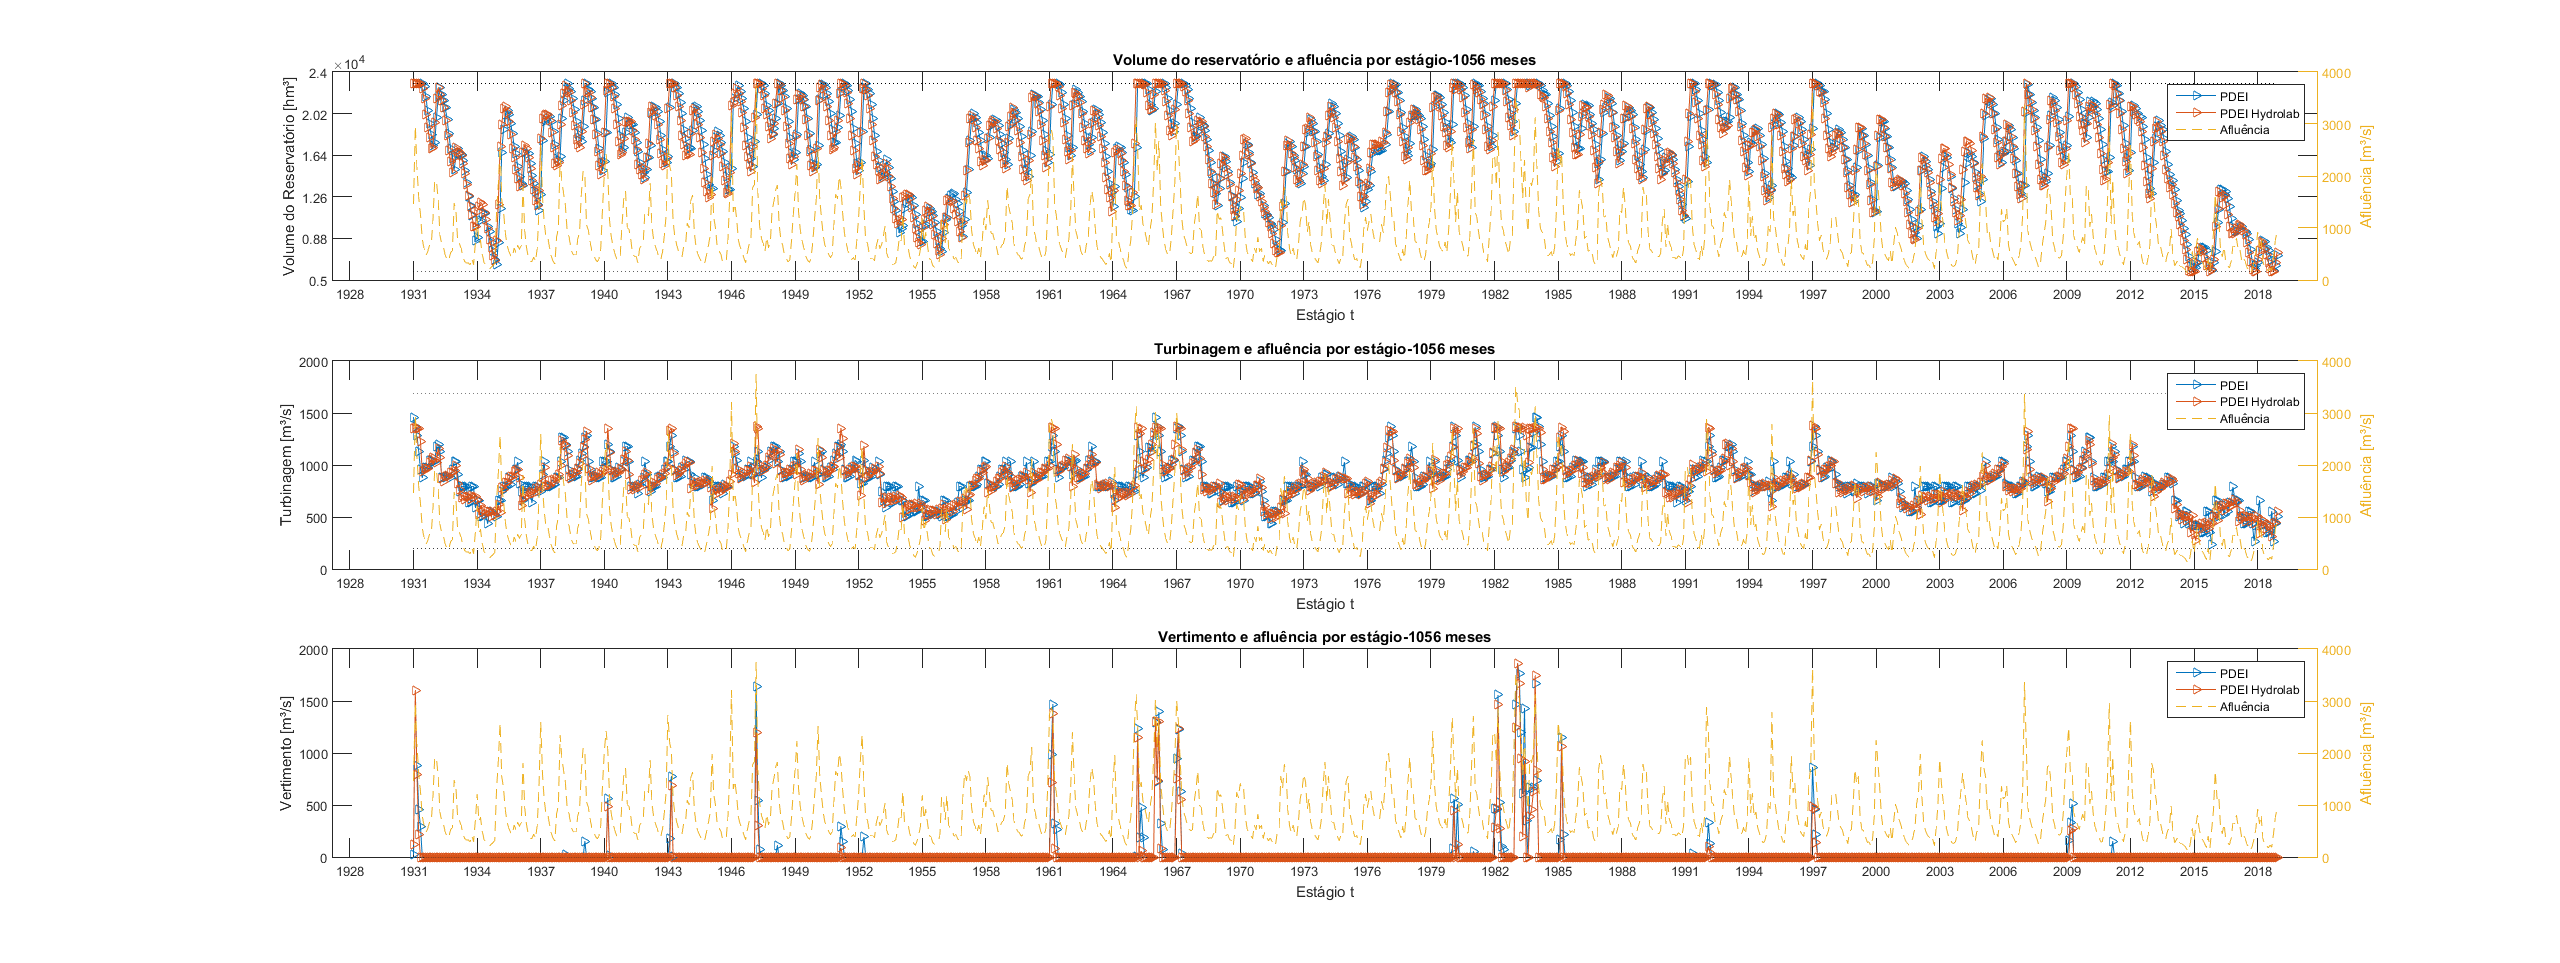 Volume do reservatório e afluência por estágio-1056 meses
×10⁴
Volume do Reservatório [hm³]
2.4
2.02
1.64
1.26
0.88
0.5
4000
3000
2000
1000
0
Afluência [m³/s]
PDEI
PDEI Hydrolab
Afluência
1928 1931 1934 1937 1940 1943 1946 1949 1952 1955 1958 1961 1964 1967 1970 1973 1976 1979 1982 1985 1988 1991 1994 1997 2000 2003 2006 2009 2012 2015 2018
Estágio t
Turbinagem e afluência por estágio-1056 meses
Turbinagem [m³/s]
2000
1500
1000
500
0
4000
3000
2000
1000
0
Afluência [m³/s]
PDEI
PDEI Hydrolab
Afluência
1928 1931 1934 1937 1940 1943 1946 1949 1952 1955 1958 1961 1964 1967 1970 1973 1976 1979 1982 1985 1988 1991 1994 1997 2000 2003 2006 2009 2012 2015 2018
Estágio t
Vertimento e afluência por estágio-1056 meses
Vertimento [m³/s]
2000
1500
1000
500
0
4000
3000
2000
1000
0
Afluência [m³/s]
PDEI
PDEI Hydrolab
Afluência
1928 1931 1934 1937 1940 1943 1946 1949 1952 1955 1958 1961 1964 1967 1970 1973 1976 1979 1982 1985 1988 1991 1994 1997 2000 2003 2006 2009 2012 2015 2018
Estágio t